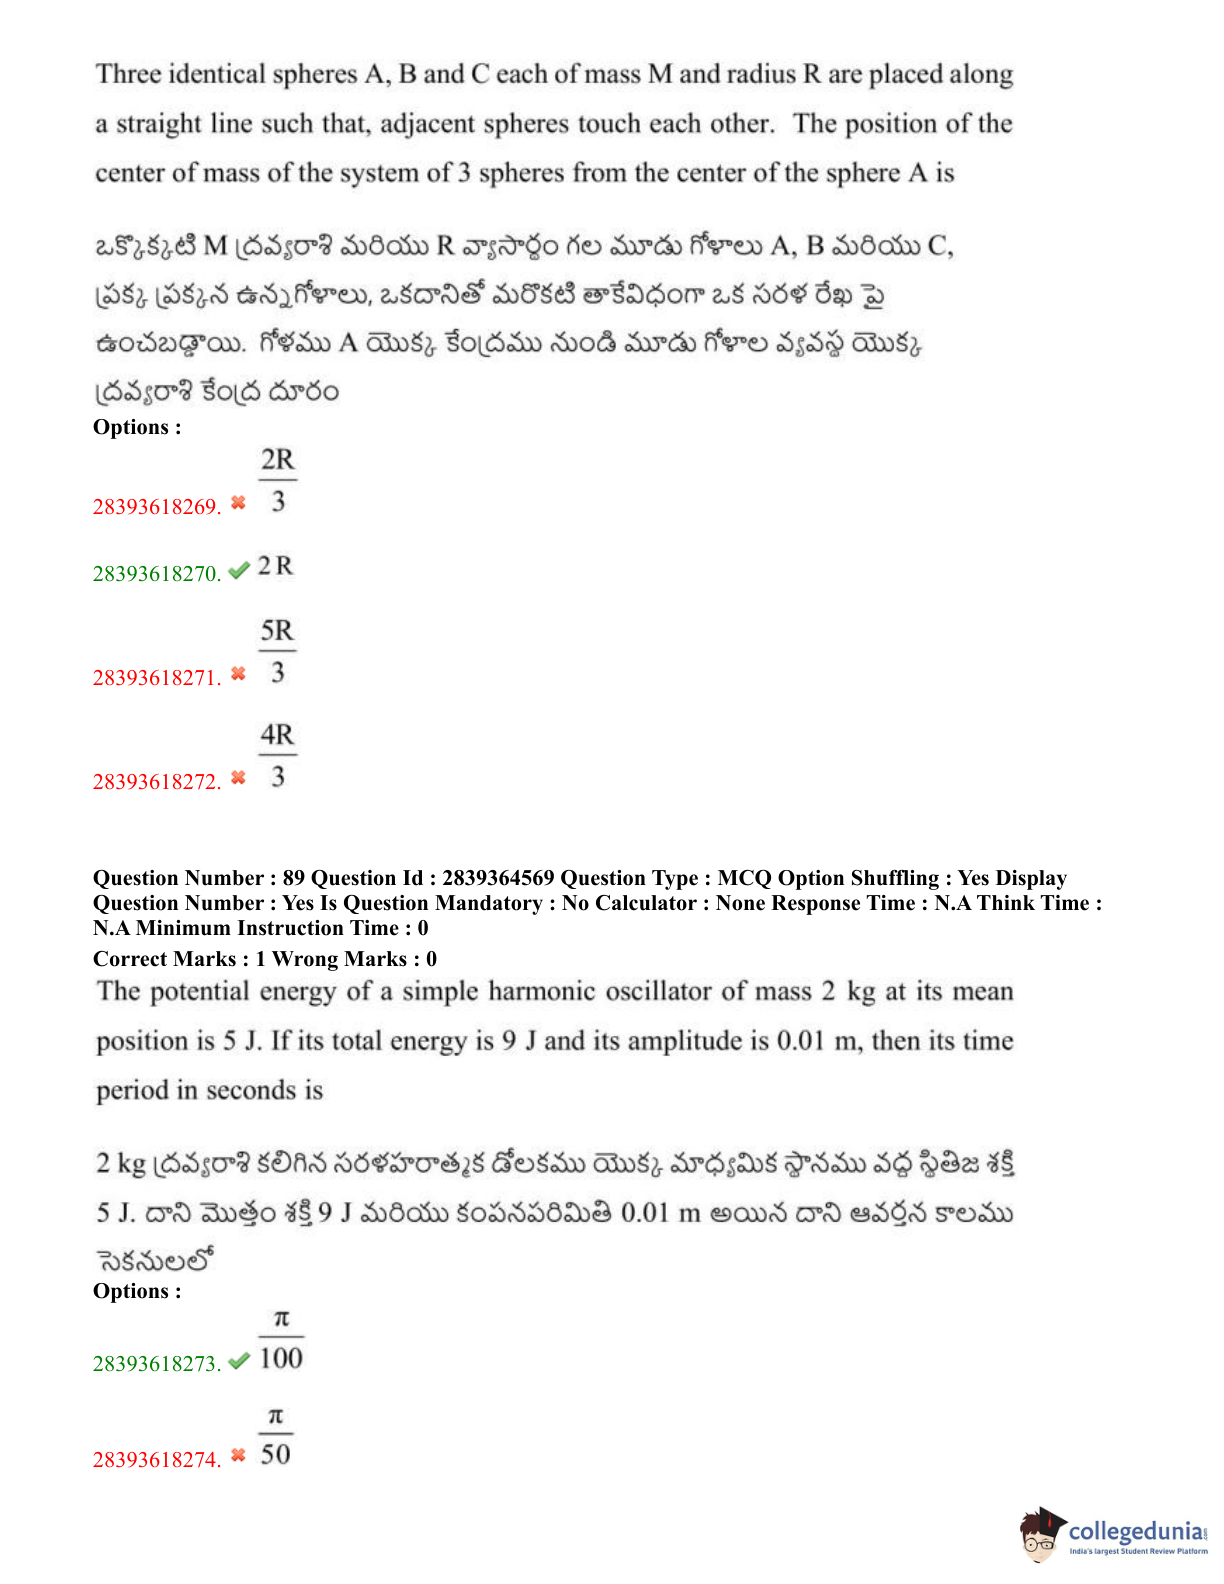 Three identical spheres A, B and C each of mass M and radius R are placed along
a straight line such that, adjacent spheres touch each other. The position of the
center of mass of the system of 3 spheres from the center of the sphere A is
ఒక్కొక్కటి M ద్రవ్యరాశి మరియు R వ్యాసార్థం గల మూడు గోళాలు A, B మరియు C,
ప్రక్క ప్రక్కన ఉన్నగోళాలు, ఒకదానితో మరొకటి తాకేవిధంగా ఒక సరళ రేఖ పై
ఉంచబడ్డాయి. గోళము A యొక్క కేంద్రము నుండి మూడు గోళాల వ్యవస్థ యొక్క
ద్రవ్యరాశి కేంద్ర దూరం
Options :
28393618269. 2R/3
28393618270. 2 R
28393618271. 5R/3
28393618272. 4R/3
Question Number : 89 Question Id : 2839364569 Question Type : MCQ Option Shuffling : Yes Display
Question Number : Yes Is Question Mandatory : No Calculator : None Response Time : N.A Think Time :
N.A Minimum Instruction Time : 0
Correct Marks : 1 Wrong Marks : 0
The potential energy of a simple harmonic oscillator of mass 2 kg at its mean
position is 5 J. If its total energy is 9 J and its amplitude is 0.01 m, then its time
period in seconds is
2 kg ద్రవ్యరాశి కలిగిన సరళహరాత్మక డోలకము యొక్క మాధ్యమిక స్థానము వద్ద స్థితిజ శక్తి
5 J. దాని మొత్తం శక్తి 9 J మరియు కంపనపరిమితి 0.01 m అయిన దాని ఆవర్తన కాలము
సెకనులలో
Options :
28393618273. π/100
28393618274. π/50
collegedunia
India's largest Student Review Platform